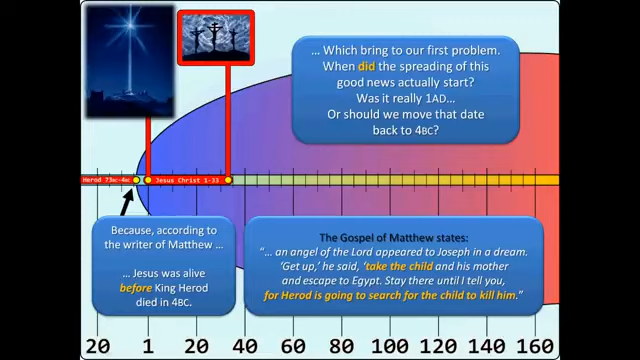 … Which bring to our first problem.
When did the spreading of this
good news actually start?
Was it really 1AD…
Or should we move that date
back to 4BC?
Herod 73BC-4BC
Jesus Christ 1-33
Because, according to
the writer of Matthew …
… Jesus was alive
before King Herod
died in 4BC.
The Gospel of Matthew states:
“… an angel of the Lord appeared to Joseph in a dream.
‘Get up,’ he said, ‘take the child and his mother
and escape to Egypt. Stay there until I tell you,
for Herod is going to search for the child to kill him.”
20 1 20 40 60 80 100 120 140 160